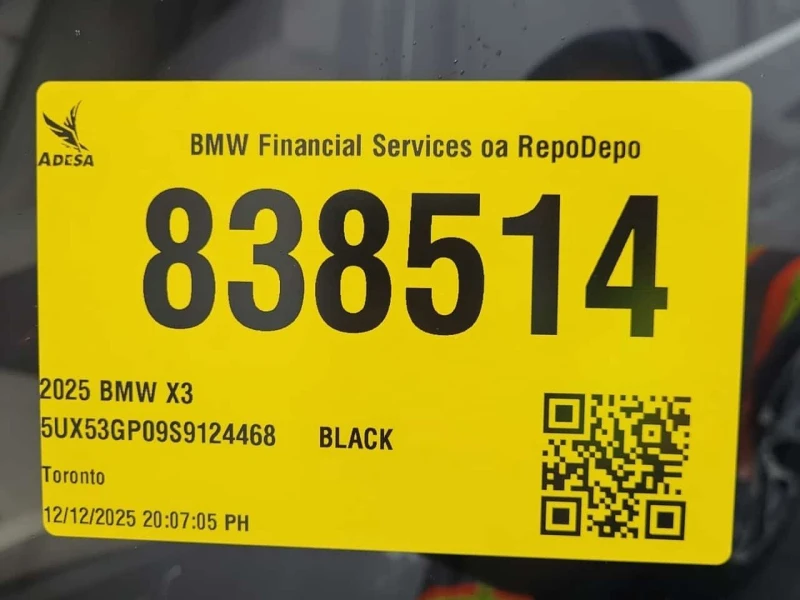 ADESA
BMW Financial Services oa RepoDepo
838514
2025 BMW X3
5UX53GP09S9124468 BLACK
Toronto
12/12/2025 20:07:05 PH